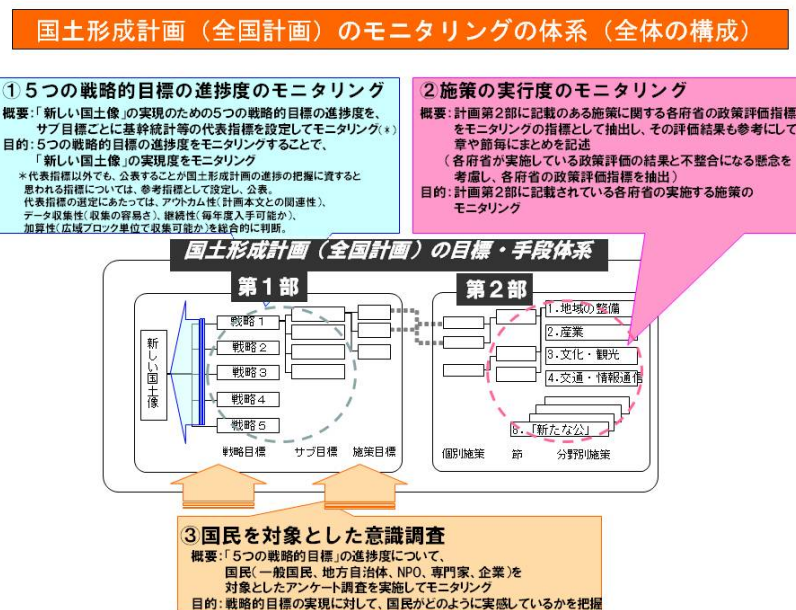 国土形成計画（全国計画）のモニタリングの体系（全体の構成）
①５つの戦略的目標の進捗度のモニタリング
概要:「新しい国土像」の実現のための5つの戦略的目標の進捗度を、
サブ目標ごとに基幹統計等の代表指標を設定してモニタリング(＊)
目的:５つの戦略的目標の進捗度をモニタリングすることで、
「新しい国土像」の実現度をモニタリング
＊代表指標以外でも、公表することが国土形成計画の進捗の把握に資すると
思われる指標については、参考指標として設定し、公表。
代表指標の選定にあたっては、アウトカム性(計画本文との関連性)、
データ収集性(収集の容易さ)、継続性(毎年度入手可能か)、
加算性(広域ブロック単位で収集可能か)を総合的に判断。
②施策の実行度のモニタリング
概要:計画第2部に記載のある施策に関する各府省の政策評価指標
をモニタリングの指標として抽出し、その評価結果も参考にして
章や節毎にまとめを記述
（各府省が実施している政策評価の結果と不整合になる懸念を
考慮し、各府省の政策評価指標を抽出）
目的:計画第2部に記載されている各府省の実施する施策の
モニタリング
国土形成計画（全国計画）の目標・手段体系
第１部
新しい国土像
戦略１
戦略２
戦略３
戦略４
戦略５
戦略目標
サブ目標
施策目標
第２部
1.地域の整備
2.産業
3.文化・観光
4.交通・情報通信
8.「新たな公」
個別施策
節
分野別施策
③国民を対象とした意識調査
概要:「５つの戦略的目標」の進捗度について、
国民(一般国民、地方自治体、NPO、専門家、企業)を
対象としたアンケート調査を実施してモニタリング
目的:戦略的目標の実現に対して、国民がどのように実感しているかを把握